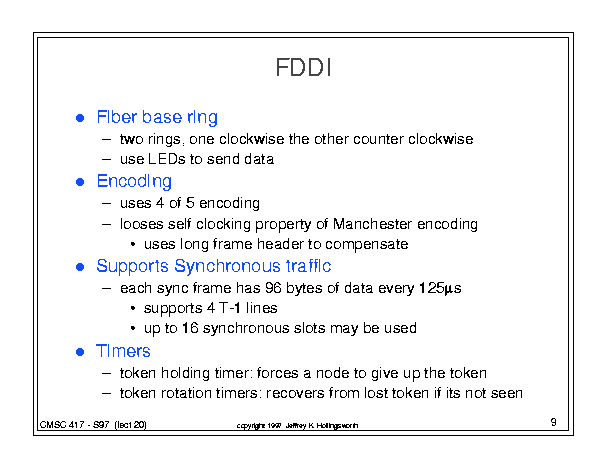 FDDI
● Fiber base ring
– two rings, one clockwise the other counter clockwise
– use LEDs to send data
● Encoding
– uses 4 of 5 encoding
– looses self clocking property of Manchester encoding
• uses long frame header to compensate
● Supports Synchronous traffic
– each sync frame has 96 bytes of data every 125µs
• supports 4 T-1 lines
• up to 16 synchronous slots may be used
● Timers
– token holding timer: forces a node to give up the token
– token rotation timers: recovers from lost token if its not seen
CMSC 417 - S97 (lect20)
copyright 1997 Jeffrey K. Hollingsworth
9